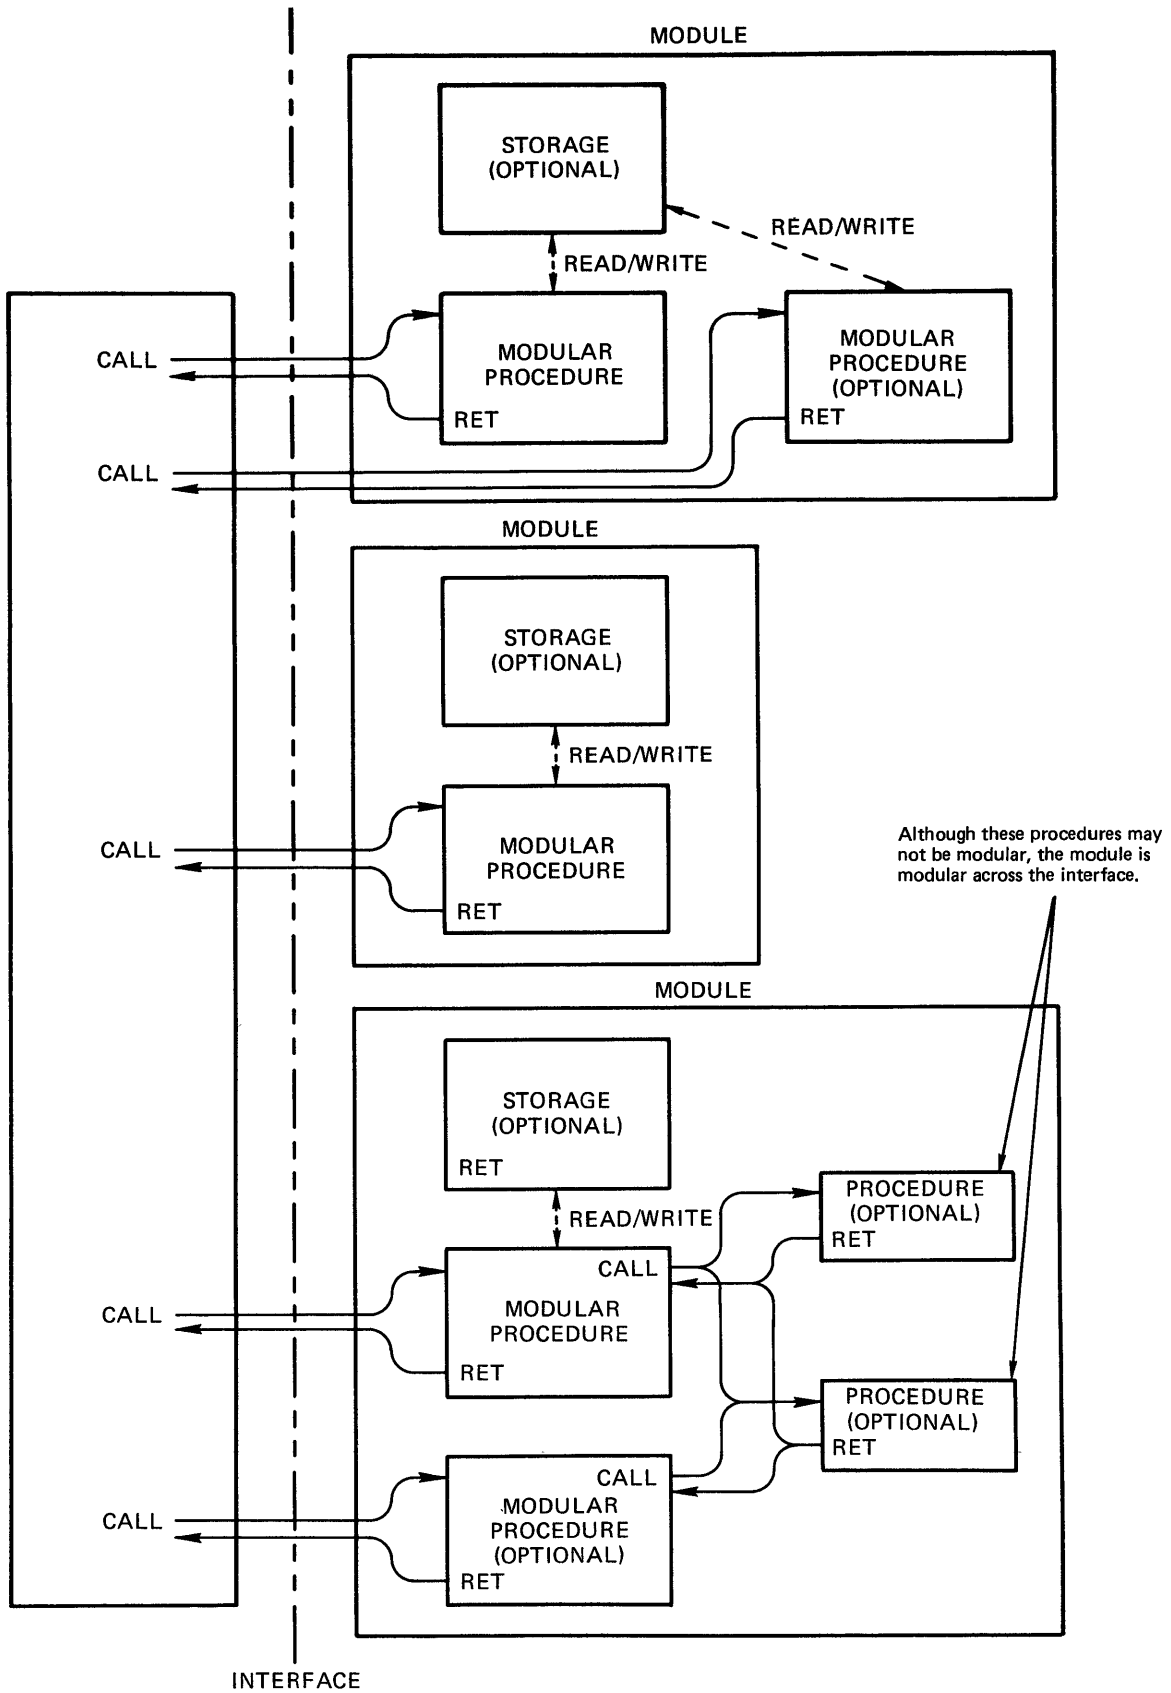 MODULE
STORAGE
(OPTIONAL)
READ/WRITE
READ/WRITE
CALL
MODULAR
PROCEDURE
RET
MODULAR
PROCEDURE
(OPTIONAL)
RET
CALL
MODULE
STORAGE
(OPTIONAL)
READ/WRITE
CALL
MODULAR
PROCEDURE
RET
Although these procedures may
not be modular, the module is
modular across the interface.
MODULE
STORAGE
(OPTIONAL)
RET
READ/WRITE
PROCEDURE
(OPTIONAL)
RET
CALL
CALL
MODULAR
PROCEDURE
RET
PROCEDURE
(OPTIONAL)
RET
CALL
CALL
MODULAR
PROCEDURE
(OPTIONAL)
RET
INTERFACE